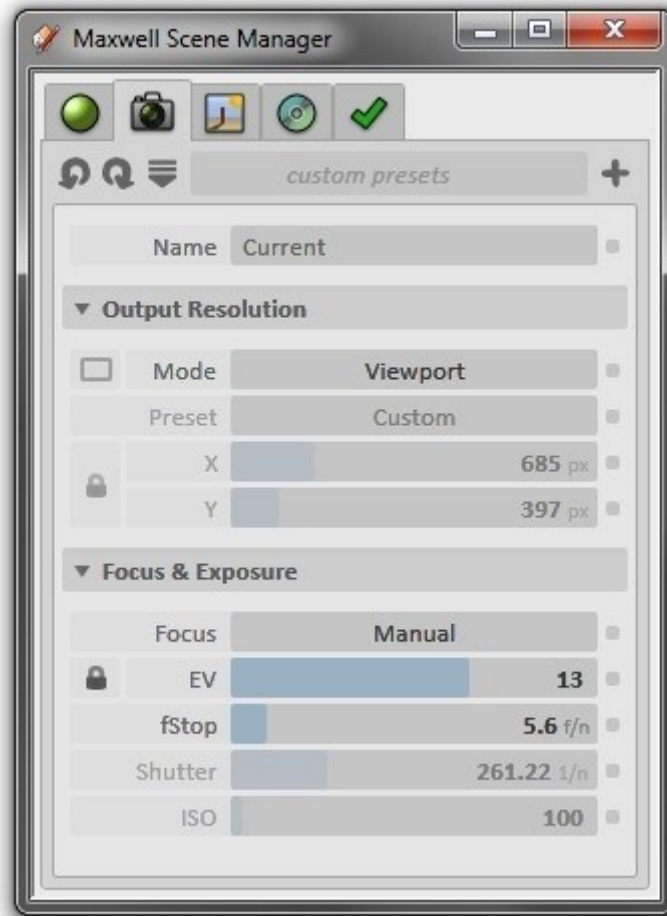 Maxwell Scene Manager
custom presets
Name Current
Output Resolution
Mode Viewport
Preset Custom
X 685 px
Y 397 px
Focus & Exposure
Focus Manual
EV 13
fStop 5.6 f/n
Shutter 261.22 1/n
ISO 100